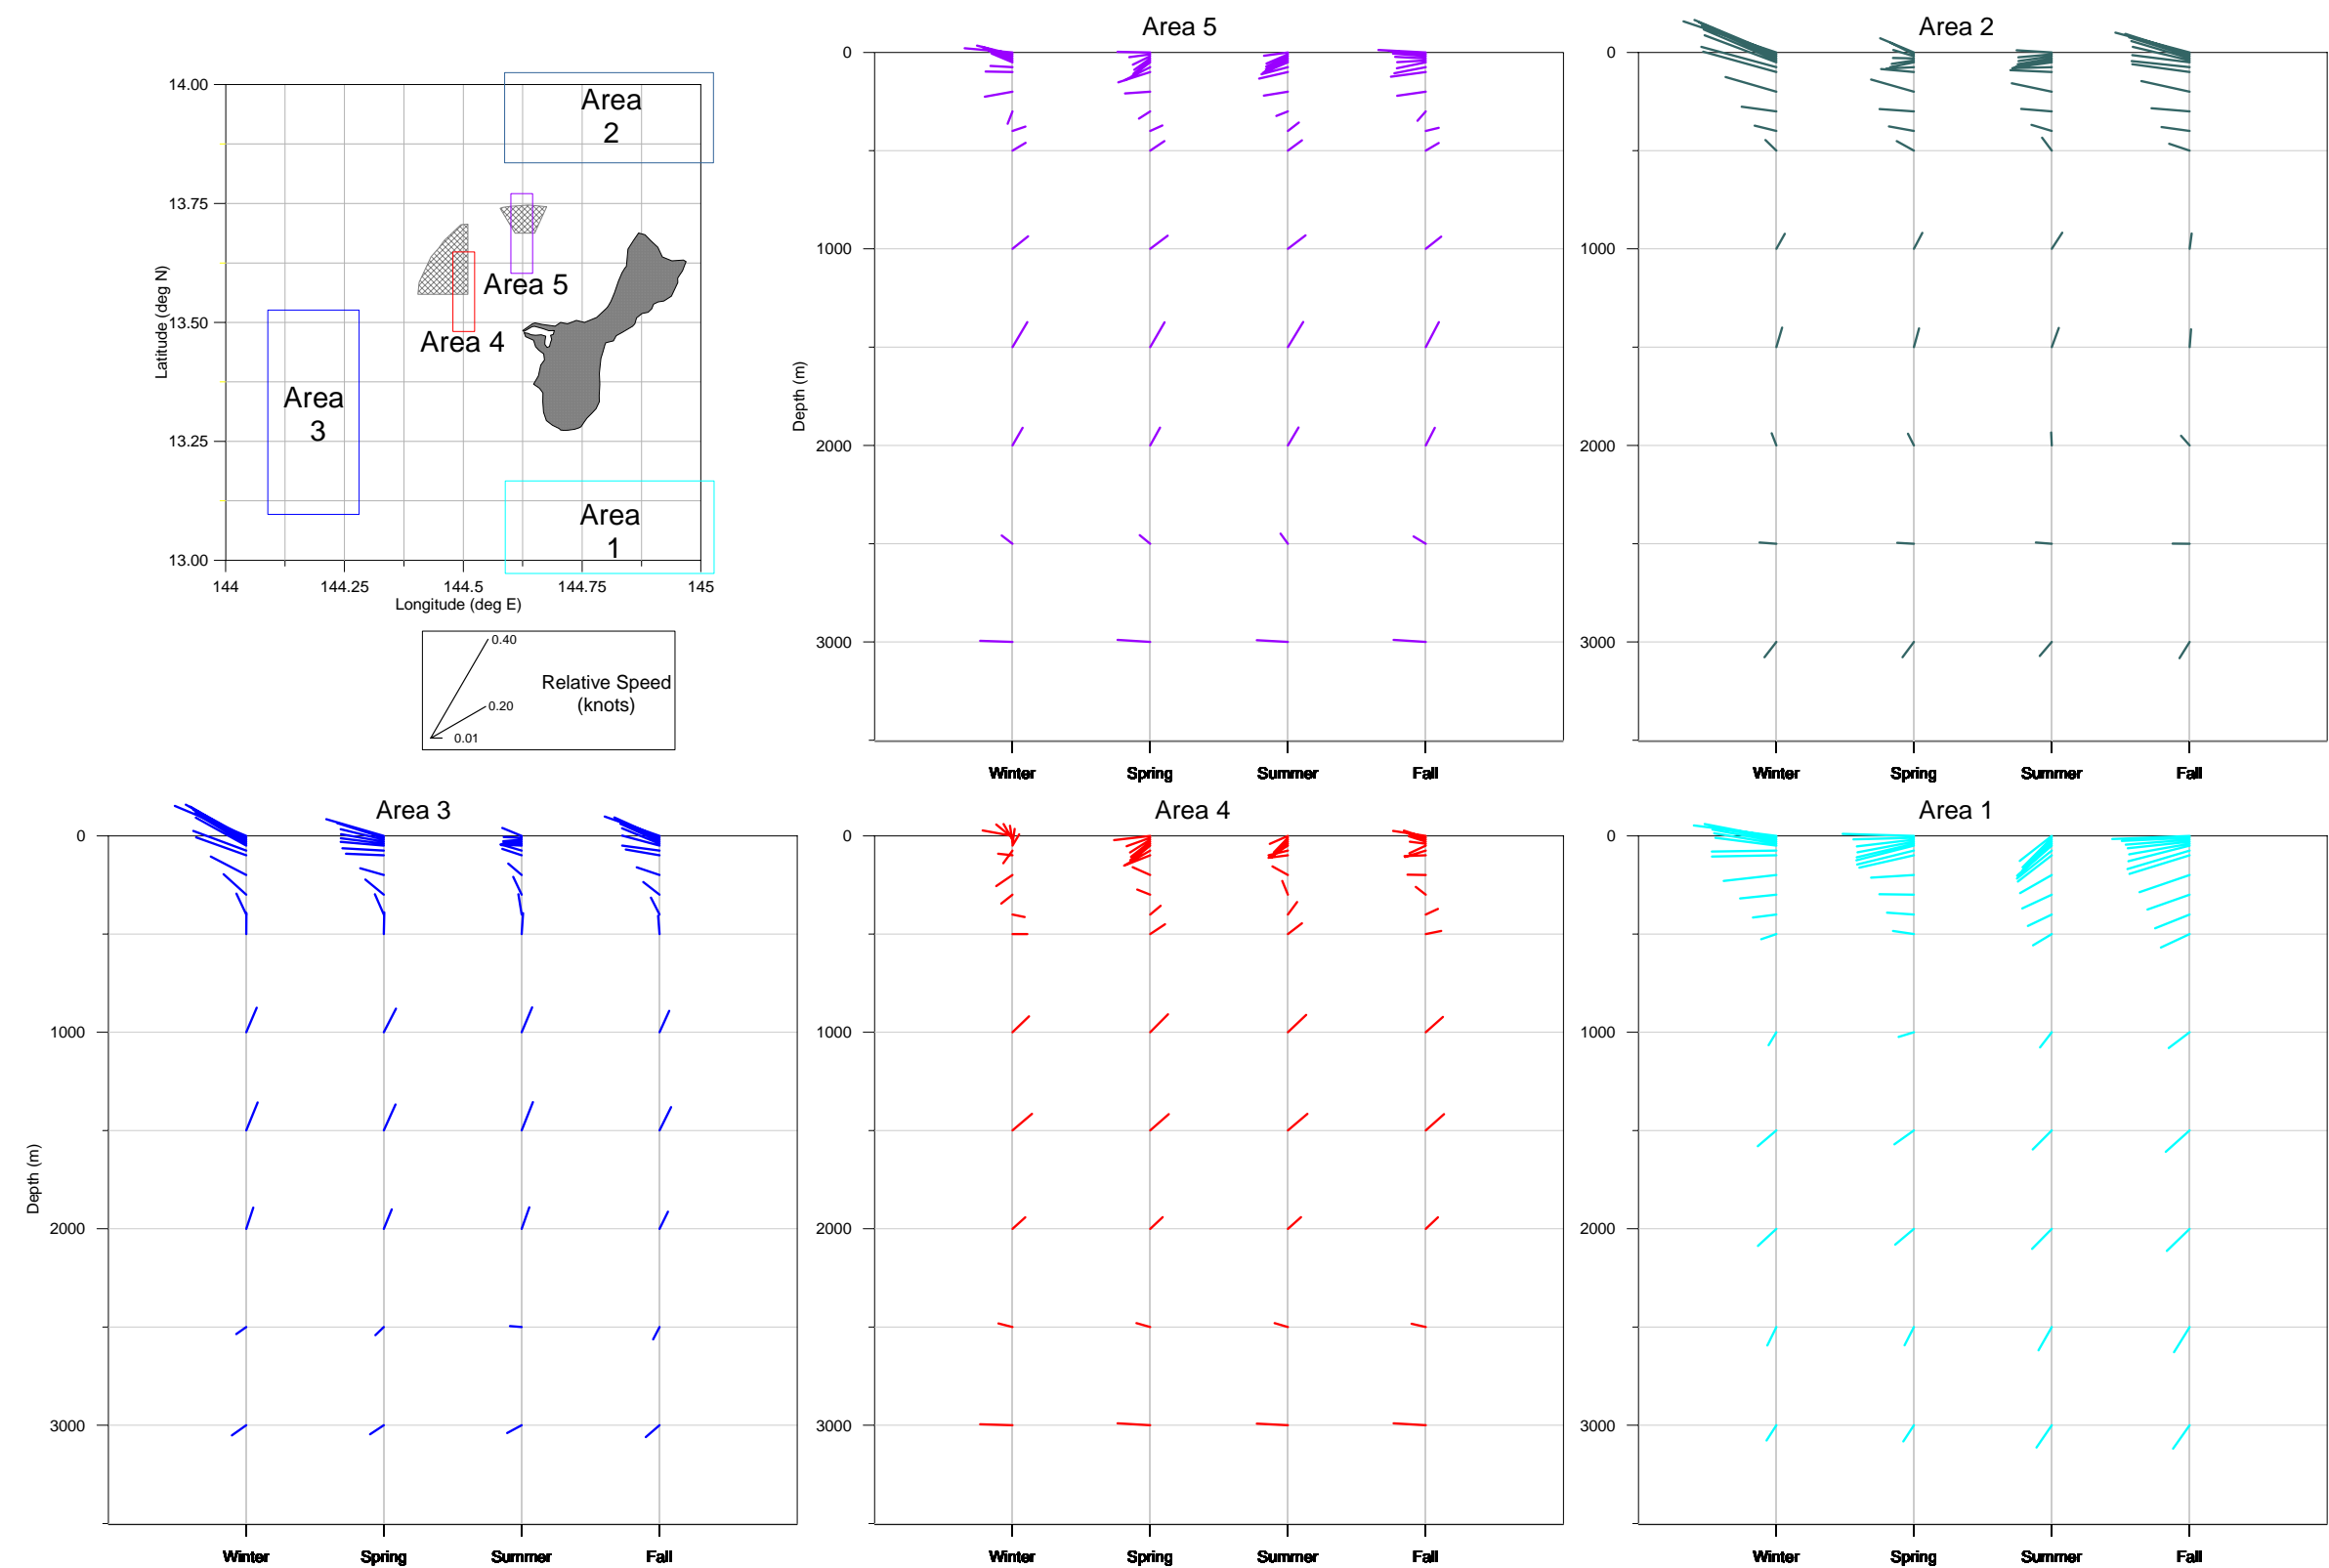 Area 5
Area 2
14.00
13.75
13.50
13.25
13.00
144
144.25
144.5
144.75
145
Latitude (deg N)
Longitude (deg E)
Area
2
Area 5
Area 4
Area
3
Area
1
0.40
0.20
0.01
Relative Speed
(knots)
0
1000
2000
3000
Depth (m)
Winter
Spring
Summer
Fall
0
1000
2000
3000
Winter
Spring
Summer
Fall
Area 3
Area 4
Area 1
0
1000
2000
3000
Depth (m)
Winter
Spring
Summer
Fall
0
1000
2000
3000
Winter
Spring
Summer
Fall
0
1000
2000
3000
Winter
Spring
Summer
Fall